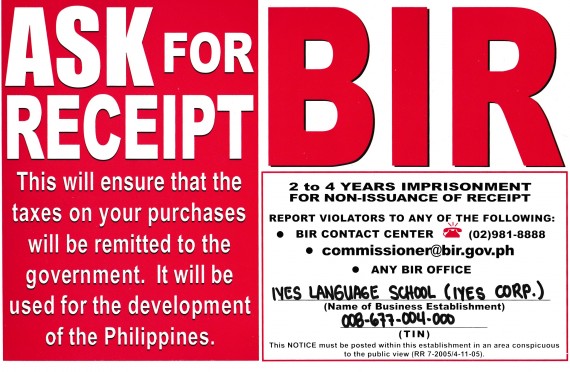 ASK FOR
RECEIPT
This will ensure that the
taxes on your purchases
will be remitted to the
government. It will be
used for the development
of the Philippines.
BIR
2 to 4 YEARS IMPRISONMENT
FOR NON-ISSUANCE OF RECEIPT
REPORT VIOLATORS TO ANY OF THE FOLLOWING:
● BIR CONTACT CENTER ☎ (02)981-8888
● commissioner@bir.gov.ph
● ANY BIR OFFICE
IYES LANGUAGE SCHOOL (IYES CORP.)
(Name of Business Establishment)
008-677-004-000
(TIN)
This NOTICE must be posted within this establishment in an area conspicuous
to the public view (RR 7-2005/4-11-05).